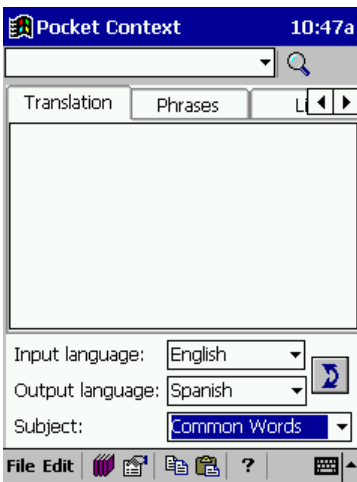 Pocket Context 10:47a
Translation Phrases
Input language: English
Output language: Spanish
Subject: Common Words
File Edit ?